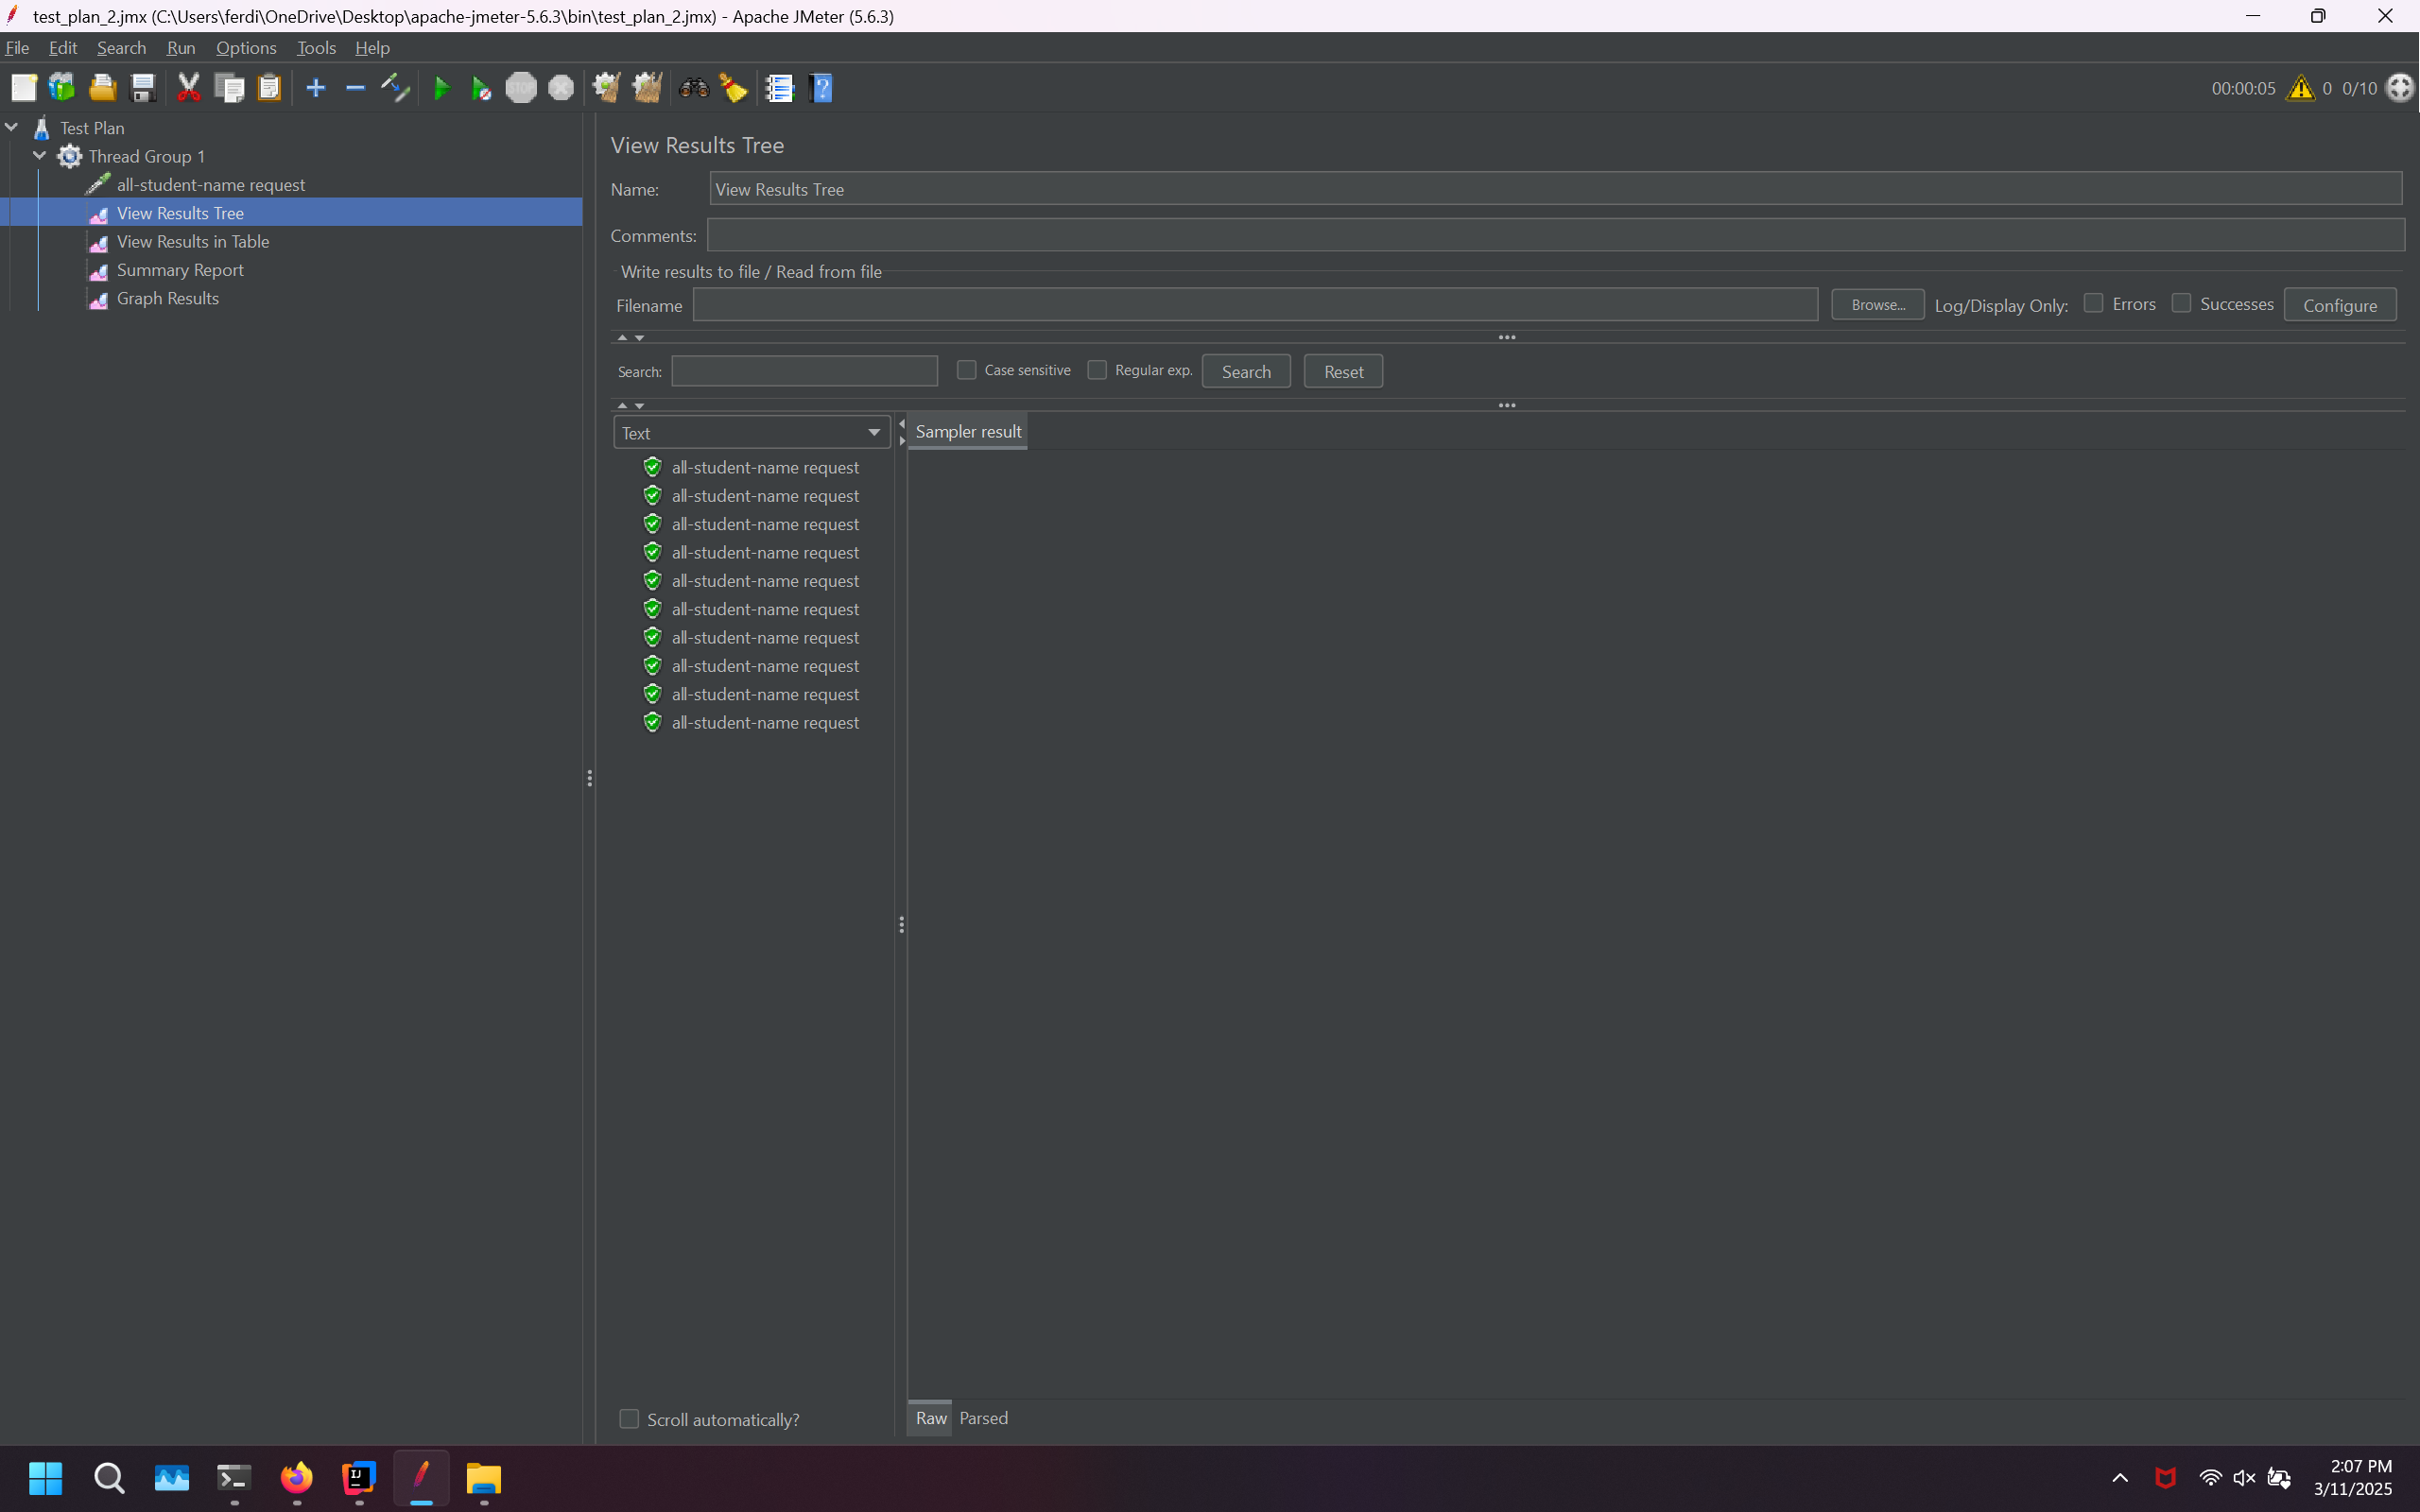 test_plan_2.jmx (C:\Users\ferdi\OneDrive\Desktop\apache-jmeter-5.6.3\bin\test_plan_2.jmx) - Apache JMeter (5.6.3)
File Edit Search Run Options Tools Help
STOP
00:00:05 0 0/10
Test Plan
Thread Group 1
all-student-name request
View Results Tree
View Results in Table
Summary Report
Graph Results
View Results Tree
Name: View Results Tree
Comments:
Write results to file / Read from file
Filename Browse... Log/Display Only: Errors Successes Configure
Search: Case sensitive Regular exp. Search Reset
Text
Sampler result
all-student-name request
all-student-name request
all-student-name request
all-student-name request
all-student-name request
all-student-name request
all-student-name request
all-student-name request
all-student-name request
all-student-name request
Scroll automatically?
Raw Parsed
IJ
2:07 PM
3/11/2025